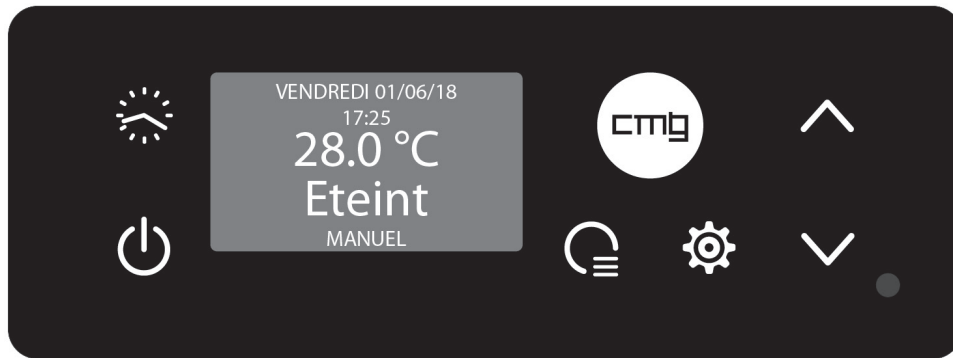 VENDREDI 01/06/18
17:25
28.0 °C
Eteint
MANUEL
cmg